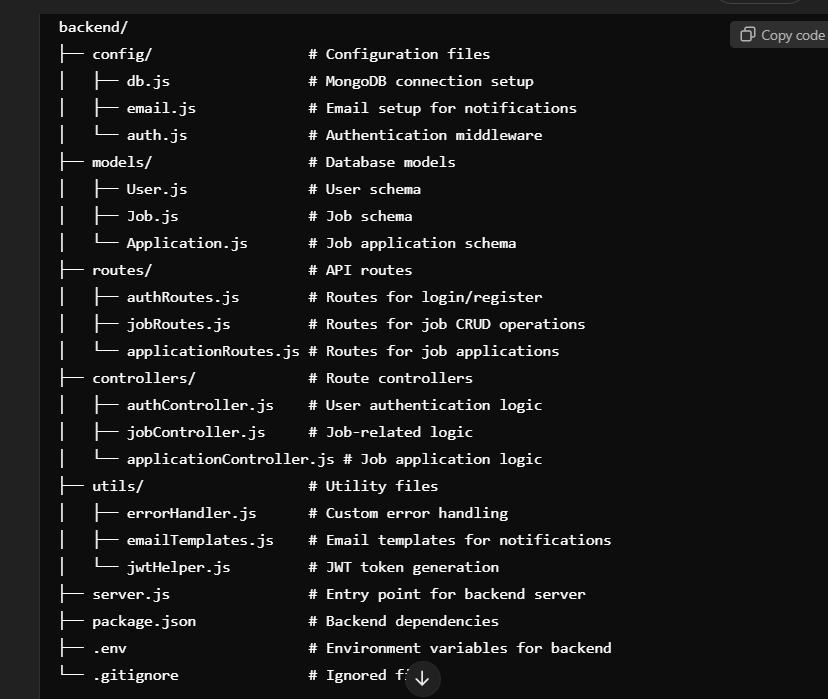 backend/
Copy code
├── config/                  # Configuration files
│   ├── db.js                # MongoDB connection setup
│   ├── email.js             # Email setup for notifications
│   └── auth.js              # Authentication middleware
├── models/                  # Database models
│   ├── User.js              # User schema
│   ├── Job.js               # Job schema
│   └── Application.js       # Job application schema
├── routes/                  # API routes
│   ├── authRoutes.js        # Routes for login/register
│   ├── jobRoutes.js         # Routes for job CRUD operations
│   └── applicationRoutes.js # Routes for job applications
├── controllers/             # Route controllers
│   ├── authController.js    # User authentication logic
│   ├── jobController.js     # Job-related logic
│   └── applicationController.js # Job application logic
├── utils/                   # Utility files
│   ├── errorHandler.js      # Custom error handling
│   ├── emailTemplates.js    # Email templates for notifications
│   └── jwtHelper.js         # JWT token generation
├── server.js                # Entry point for backend server
├── package.json             # Backend dependencies
├── .env                     # Environment variables for backend
└── .gitignore               # Ignored